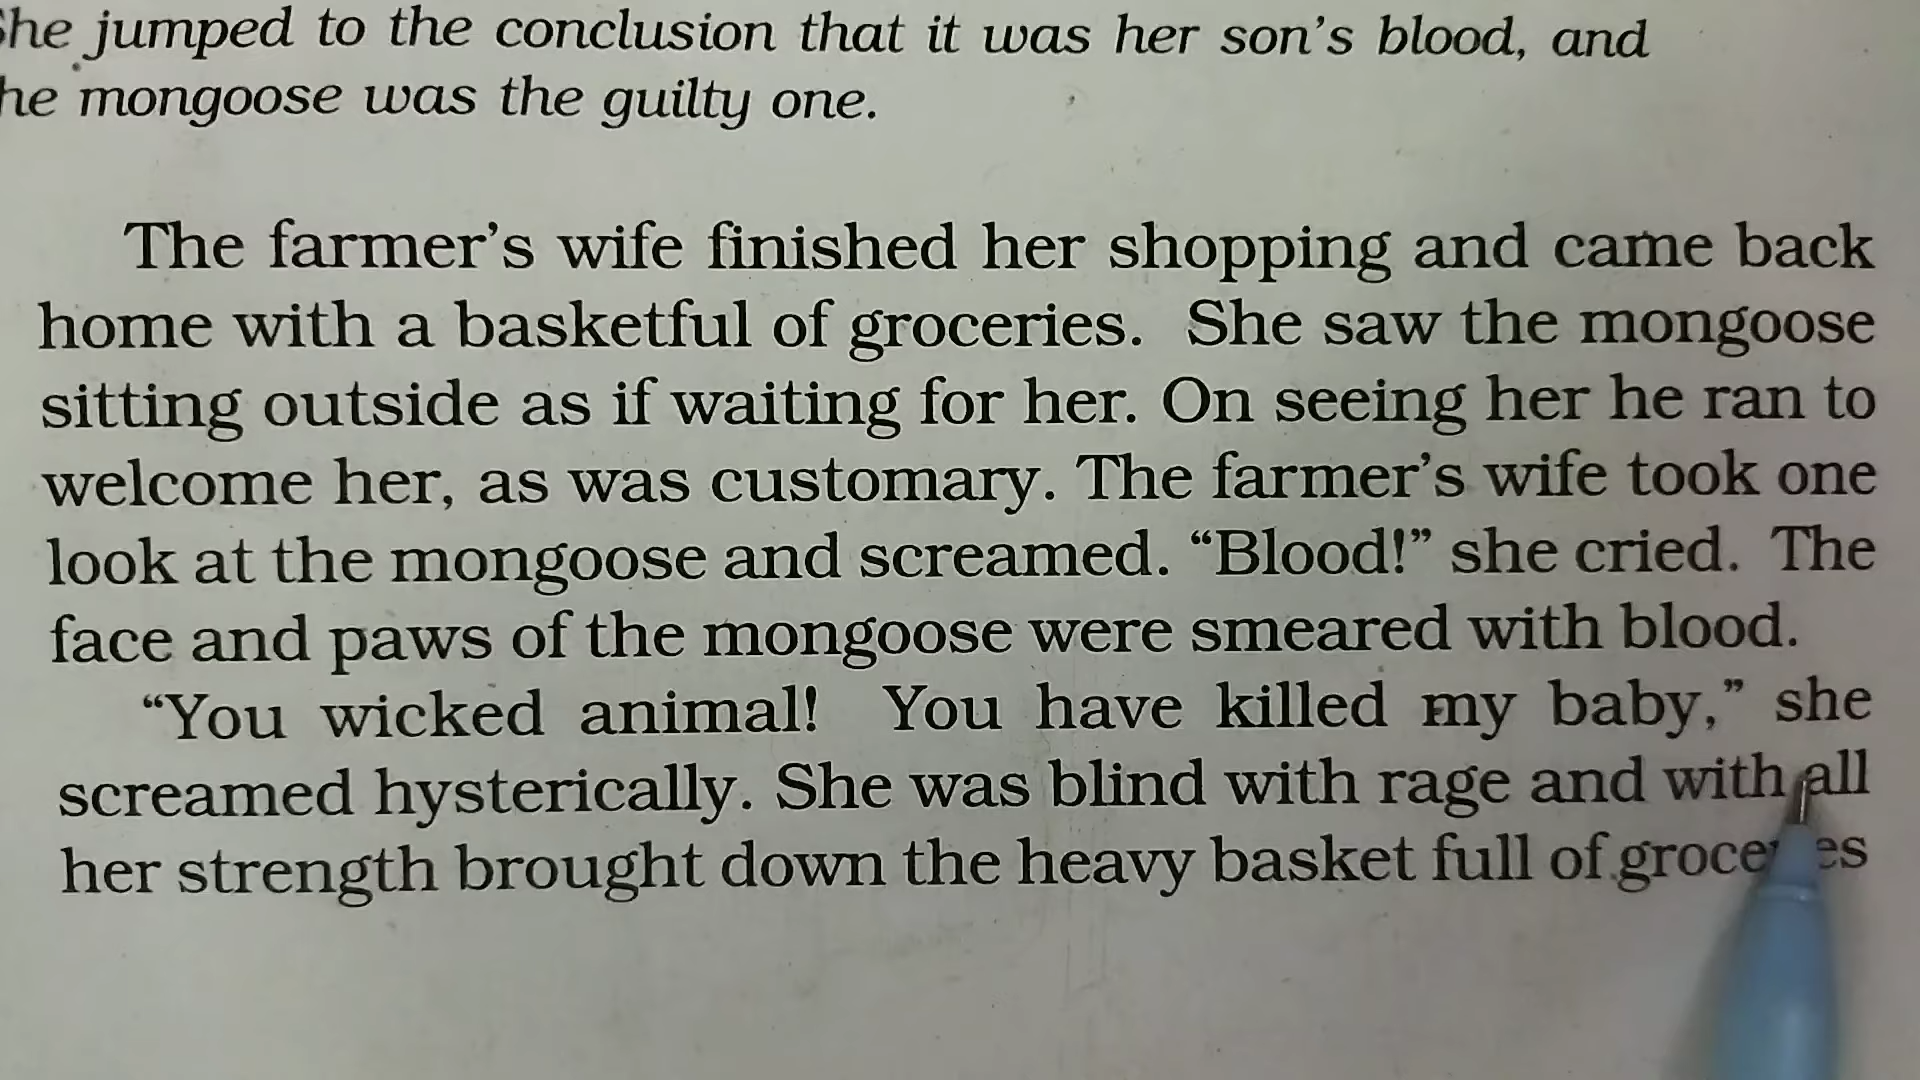 She jumped to the conclusion that it was her son’s blood, and
he mongoose was the guilty one.
The farmer’s wife finished her shopping and came back
home with a basketful of groceries. She saw the mongoose
sitting outside as if waiting for her. On seeing her he ran to
welcome her, as was customary. The farmer’s wife took one
look at the mongoose and screamed. “Blood!” she cried. The
face and paws of the mongoose were smeared with blood.
“You wicked animal! You have killed my baby,” she
screamed hysterically. She was blind with rage and with all
her strength brought down the heavy basket full of groceries